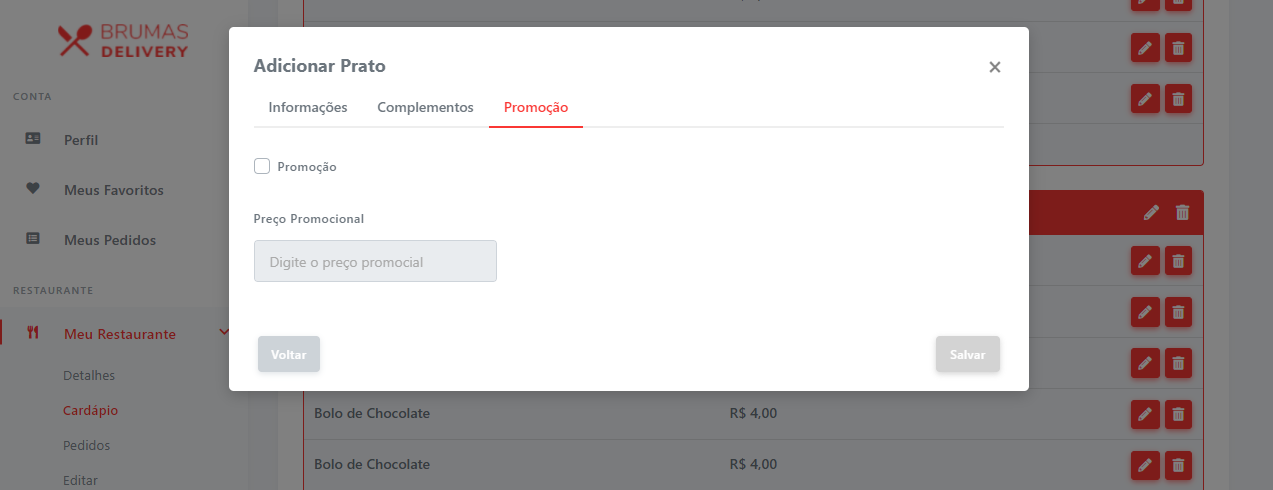 BRUMAS
DELIVERY
CONTA
Perfil
Meus Favoritos
Meus Pedidos
RESTAURANTE
Meu Restaurante
Detalhes
Cardápio
Pedidos
Editar
Adicionar Prato
×
Informações Complementos Promoção
Promoção
Preço Promocional
Digite o preço promocial
Voltar Salvar
Bolo de Chocolate R$ 4,00
Bolo de Chocolate R$ 4,00